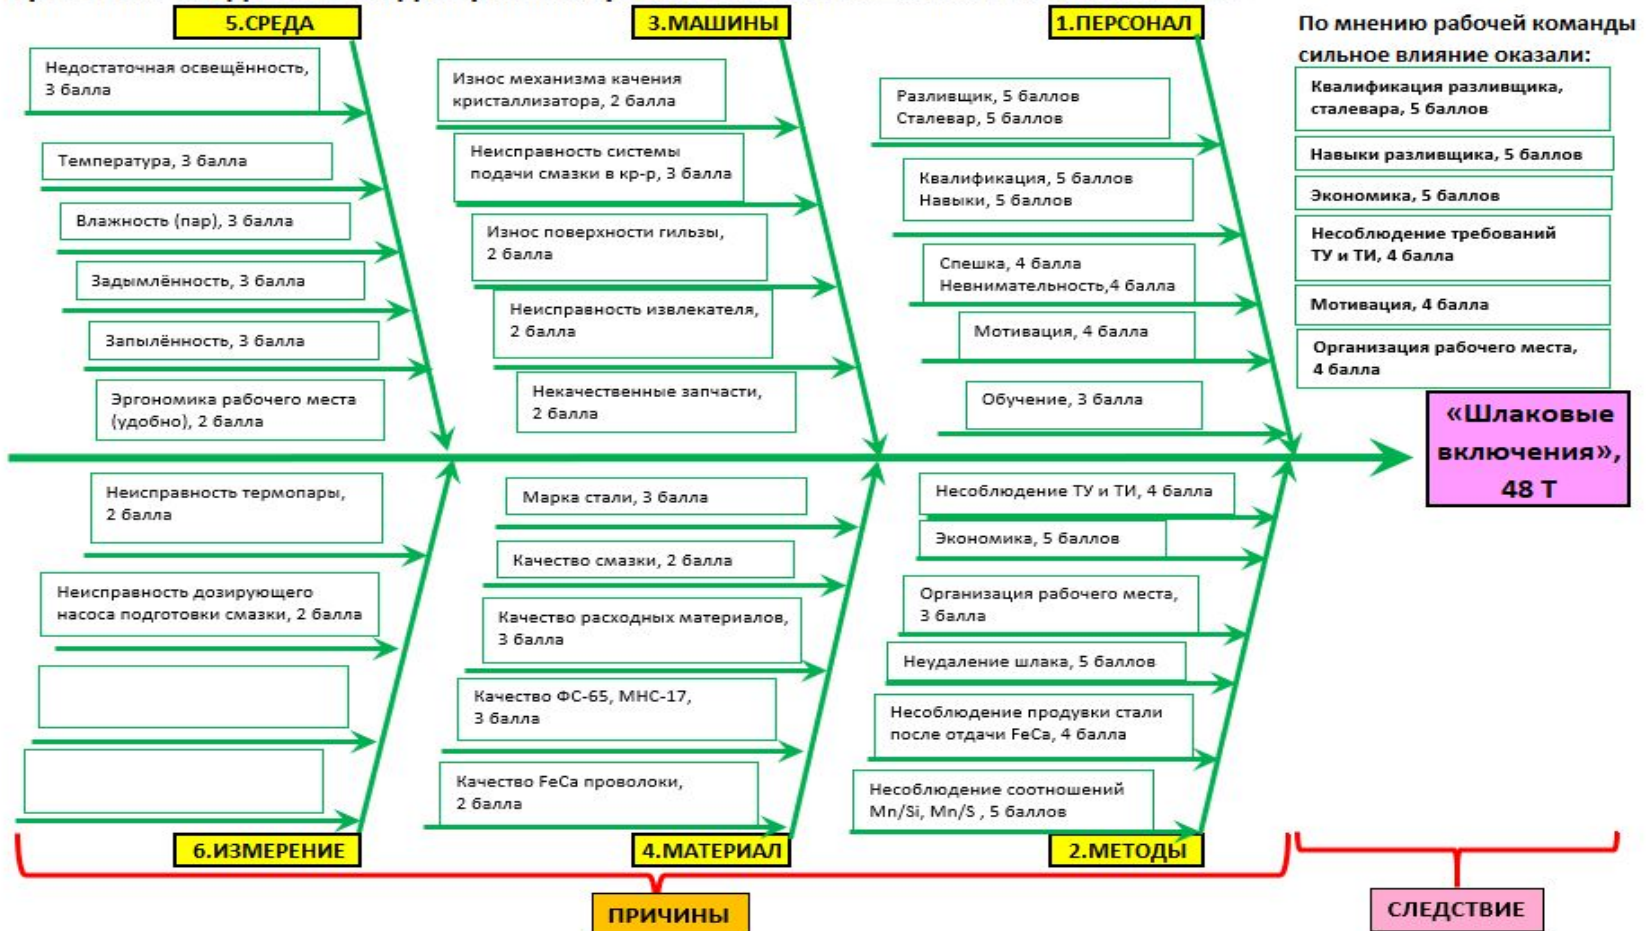 5.СРЕДА
Недостаточная освещённость,
3 балла
Температура, 3 балла
Влажность (пар), 3 балла
Задымлённость, 3 балла
Запылённость, 3 балла
Эргономика рабочего места
(удобно), 2 балла
3.МАШИНЫ
Износ механизма качения
кристаллизатора, 2 балла
Неисправность системы
подачи смазки в кр-р, 3 балла
Износ поверхности гильзы,
2 балла
Неисправность извлекателя,
2 балла
Некачественные запчасти,
2 балла
1.ПЕРСОНАЛ
Разливщик, 5 баллов
Сталевар, 5 баллов
Квалификация, 5 баллов
Навыки, 5 баллов
Спешка, 4 балла
Невнимательность,4 балла
Мотивация, 4 балла
Обучение, 3 балла
По мнению рабочей команды
сильное влияние оказали:
Квалификация разливщика,
сталевара, 5 баллов
Навыки разливщика, 5 баллов
Экономика, 5 баллов
Несоблюдение требований
ТУ и ТИ, 4 балла
Мотивация, 4 балла
Организация рабочего места,
4 балла
«Шлаковые
включения»,
48 Т
Неисправность термопары,
2 балла
Неисправность дозирующего
насоса подготовки смазки, 2 балла
6.ИЗМЕРЕНИЕ
Марка стали, 3 балла
Качество смазки, 2 балла
Качество расходных материалов,
3 балла
Качество ФС-65, МНС-17,
3 балла
Качество FeCa проволоки,
2 балла
4.МАТЕРИАЛ
Несоблюдение ТУ и ТИ, 4 балла
Экономика, 5 баллов
Организация рабочего места,
3 балла
Неудаление шлака, 5 баллов
Несоблюдение продувки стали
после отдачи FeCa, 4 балла
Несоблюдение соотношений
Mn/Si, Mn/S , 5 баллов
2.МЕТОДЫ
ПРИЧИНЫ
СЛЕДСТВИЕ